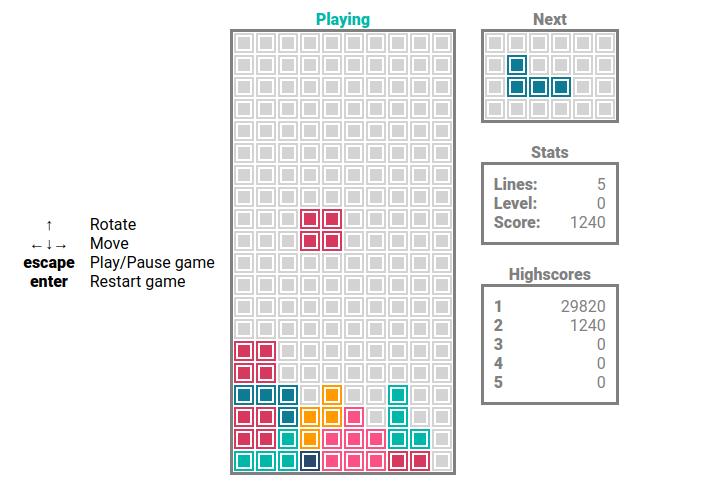 Playing
Next
Stats
Lines: 5
Level: 0
Score: 1240
↑ Rotate
←↓→ Move
escape Play/Pause game
enter Restart game
Highscores
1 29820
2 1240
3 0
4 0
5 0